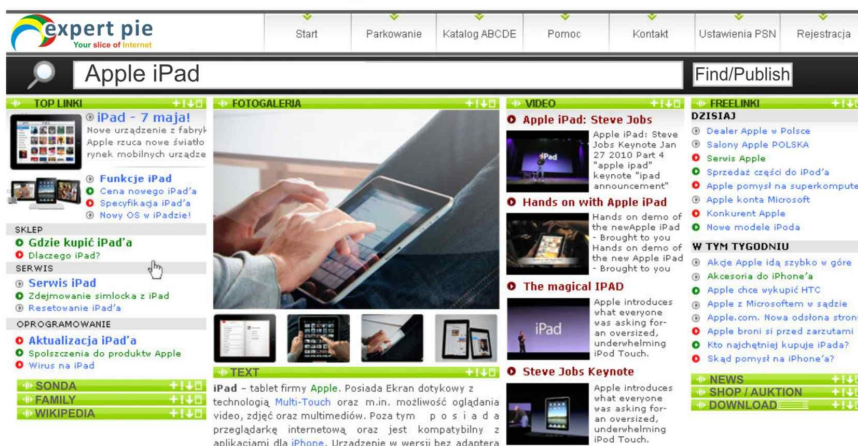 expert pie
Your slice of Internet
Start
Parkowanie
Katalog ABCDE
Pomoc
Kontakt
Ustawienia PSN
Rejestracja
Apple iPad
Find/Publish
TOP LINKI
iPad - 7 maja!
Nowe urządzenie z fabryk
Apple rzuca nowe światło
rynek mobilnych urządze
Funkcje iPad
Cena nowego iPad'a
Specyfikacja iPad'a
Nowy OS w iPadzie!
SKLEP
Gdzie kupić iPad'a
Dlaczego iPad?
SERWIS
Serwis iPad
Zdejmowanie simlocka z iPad
Resetowanie iPad'a
OPROGRAMOWANIE
Aktualizacja iPad'a
Spolszczenia do produktw Apple
Wirus na iPad
SONDA
FAMILY
WIKIPEDIA
FOTOGALERIA
TEXT
iPad – tablet firmy Apple. Posiada Ekran dotykowy z
technologią Multi-Touch oraz m.in. możliwość oglądania
video, zdjęć oraz multimediów. Poza tym p o s i a d a
przeglądarkę internetową oraz jest kompatybilny z
aplikacjami dla iPhone. Urządzenie w wersji bez adaptera
VIDEO
Apple iPad: Steve Jobs
Apple iPad: Steve
Jobs Keynote Jan
27 2010 Part 4
"apple ipad"
keynote "ipad
announcement"
Hands on with Apple iPad
Hands on demo of
the newApple iPad
- Brought to you
Hands on demo of
the new Apple iPad
- Brought to you
The magical IPAD
iPad
Apple introduces
what everyone
was asking for-
an oversized,
underwhelming
iPod Touch.
Steve Jobs Keynote
Apple introduces
what everyone
was asking for-
an oversized,
underwhelming
iPod Touch.
FREELINKI
DZISIAJ
Dealer Apple w Polsce
Salony Apple POLSKA
Servis Apple
Sprzedaż części do iPod'a
Apple pomysł na superkompute
Apple konta Microsoft
Konkurent Apple
Nowe modele iPoda
W TYM TYGODNIU
Akcje Apple idą szybko w góre
Akcesoria do iPhone'a
Apple chce wykupić HTC
Apple z Microsoftem w sądzie
Apple.com. Nowa odsłona stron
Apple broni si przed zarzutami
Kto najchętniej kupuje iPada?
Skąd pomysł na iPhone'a?
NEWS
SHOP / AUKTION
DOWNLOAD